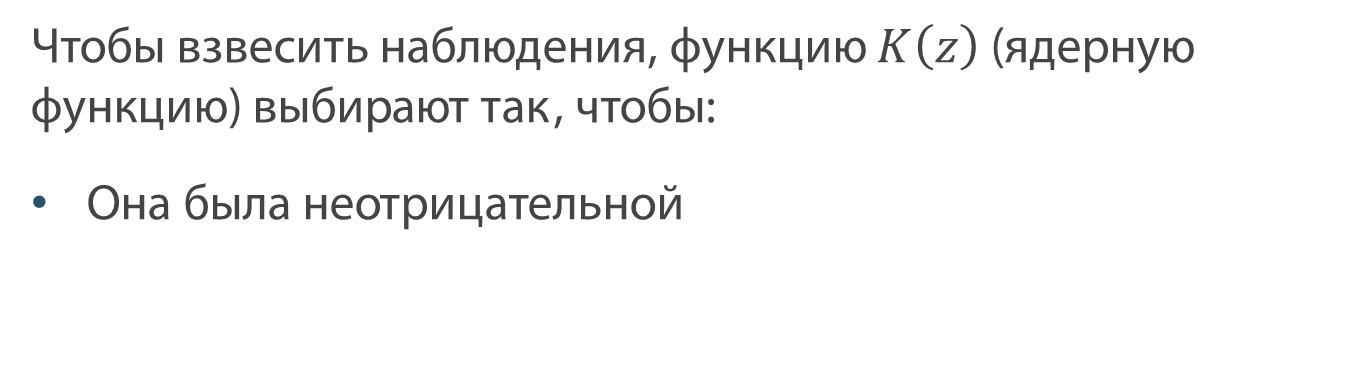 Чтобы взвесить наблюдения, функцию K(z) (ядерную
функцию) выбирают так, чтобы:
• Она была неотрицательной